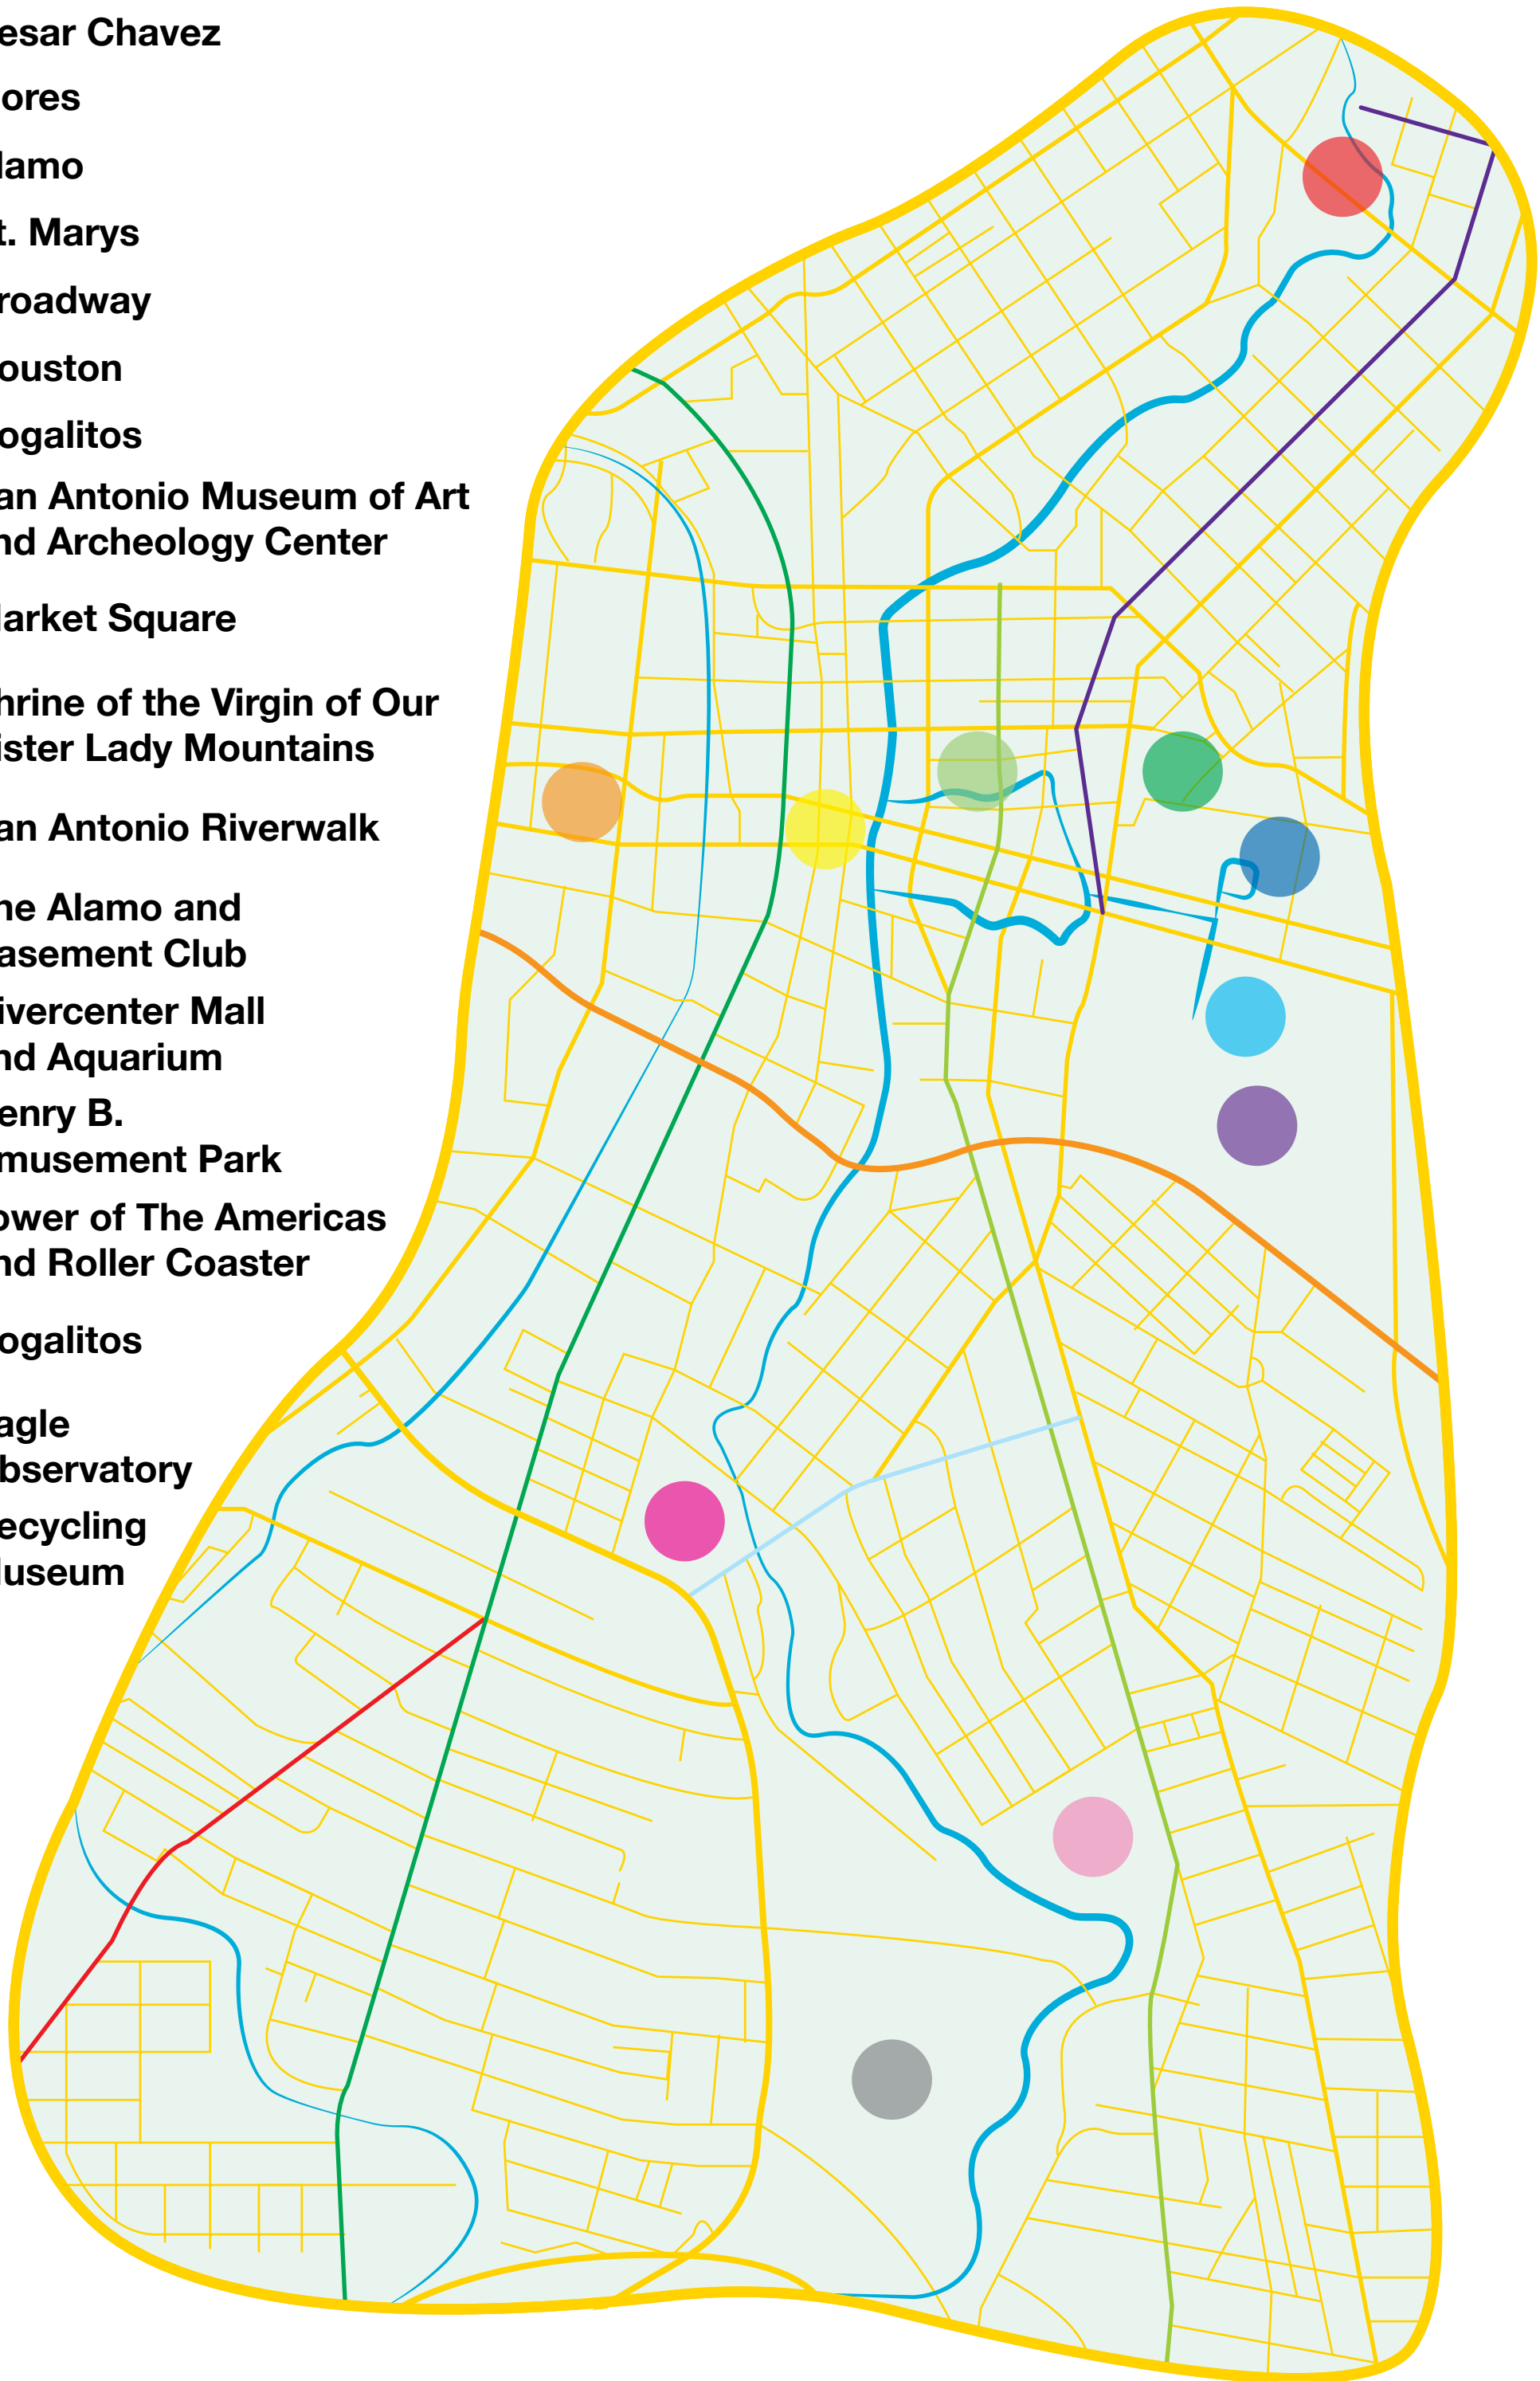 esar Chavez
ores
lamo
t. Marys
roadway
ouston
ogalitos
an Antonio Museum of Art
nd Archeology Center
larket Square
hrine of the Virgin of Our
ister Lady Mountains
an Antonio Riverwalk
he Alamo and
asement Club
ivercenter Mall
nd Aquarium
enry B.
musement Park
ower of The Americas
nd Roller Coaster
ogalitos
agle
bservatory
ecycling
luseum